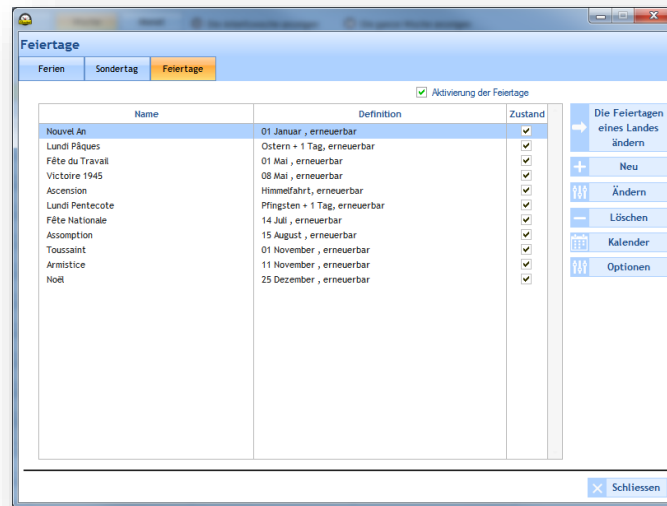 Feiertage
Ferien Sondertag Feiertage
Aktivierung der Feiertage
Name Definition Zustand
Nouvel An 01 Januar , erneuerbar
Lundi Pâques Ostern + 1 Tag, erneuerbar
Fête du Travail 01 Mai , erneuerbar
Victoire 1945 08 Mai , erneuerbar
Ascension Himmelfahrt, erneuerbar
Lundi Pentecote Pfingsten + 1 Tag, erneuerbar
Fête Nationale 14 Juli , erneuerbar
Assomption 15 August , erneuerbar
Toussaint 01 November , erneuerbar
Armistice 11 November , erneuerbar
Noël 25 Dezember , erneuerbar
Die Feiertagen
eines Landes
ändern
Neu
Ändern
Löschen
Kalender
Optionen
Schliessen